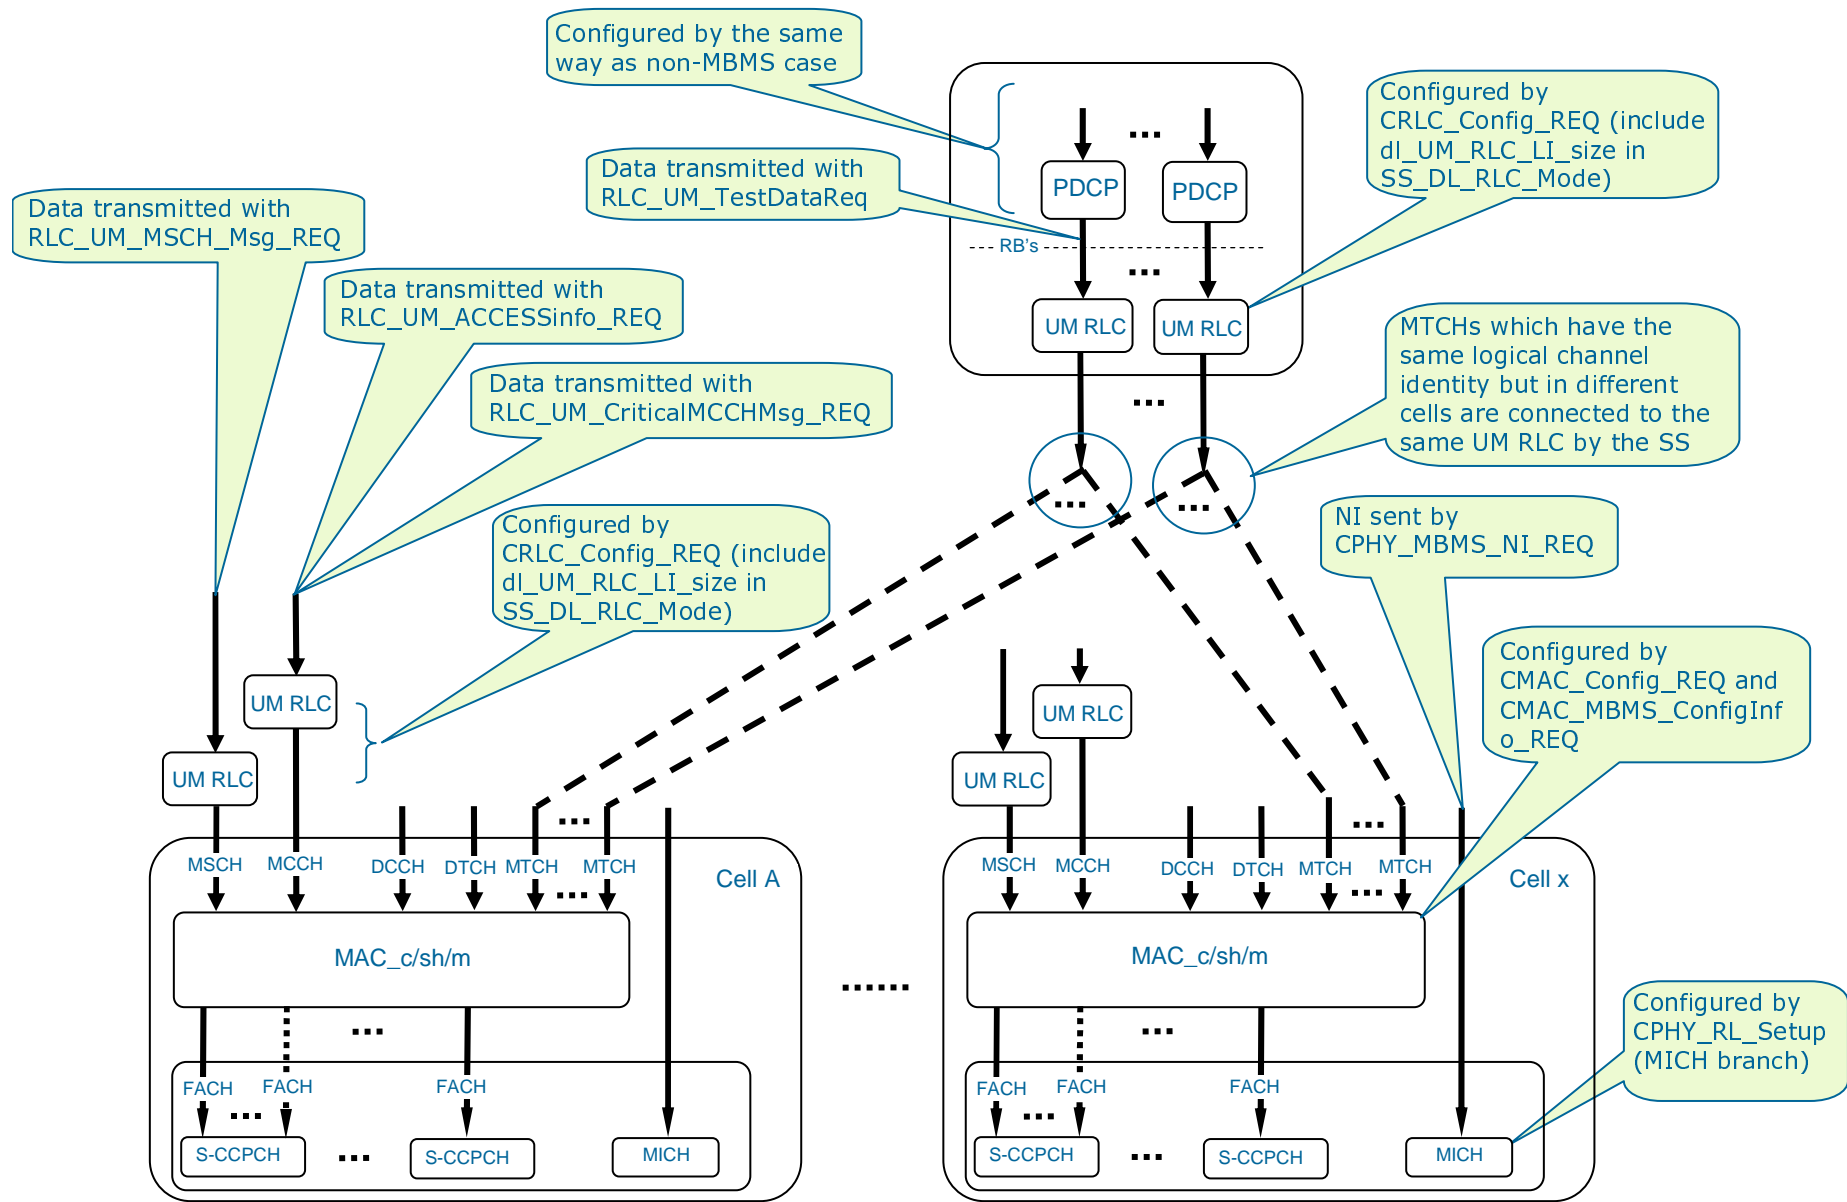 Configured by the same
way as non-MBMS case
Configured by
CRLC_Config_REQ (include
dl_UM_RLC_LI_size in
SS_DL_RLC_Mode)
Data transmitted with
RLC_UM_TestDataReq
PDCP
PDCP
Data transmitted with
RLC_UM_MSCH_Msg_REQ
RB's
Data transmitted with
RLC_UM_ACCESSinfo_REQ
UM RLC
UM RLC
MTCHs which have the
same logical channel
identity but in different
cells are connected to the
same UM RLC by the SS
Data transmitted with
RLC_UM_CriticalMCCHMsg_REQ
Configured by
CRLC_Config_REQ (include
dl_UM_RLC_LI_size in
SS_DL_RLC_Mode)
NI sent by
CPHY_MBMS_NI_REQ
Configured by
CMAC_Config_REQ and
CMAC_MBMS_ConfigInf
o_REQ
UM RLC
UM RLC
UM RLC
UM RLC
MSCH
MCCH
DCCH
DTCH
MTCH
MTCH
Cell A
MSCH
MCCH
DCCH
DTCH
MTCH
MTCH
Cell x
MAC_c/sh/m
MAC_c/sh/m
Configured by
CPHY_RL_Setup
(MICH branch)
FACH
FACH
FACH
FACH
FACH
FACH
S-CCPCH
S-CCPCH
MICH
S-CCPCH
S-CCPCH
MICH